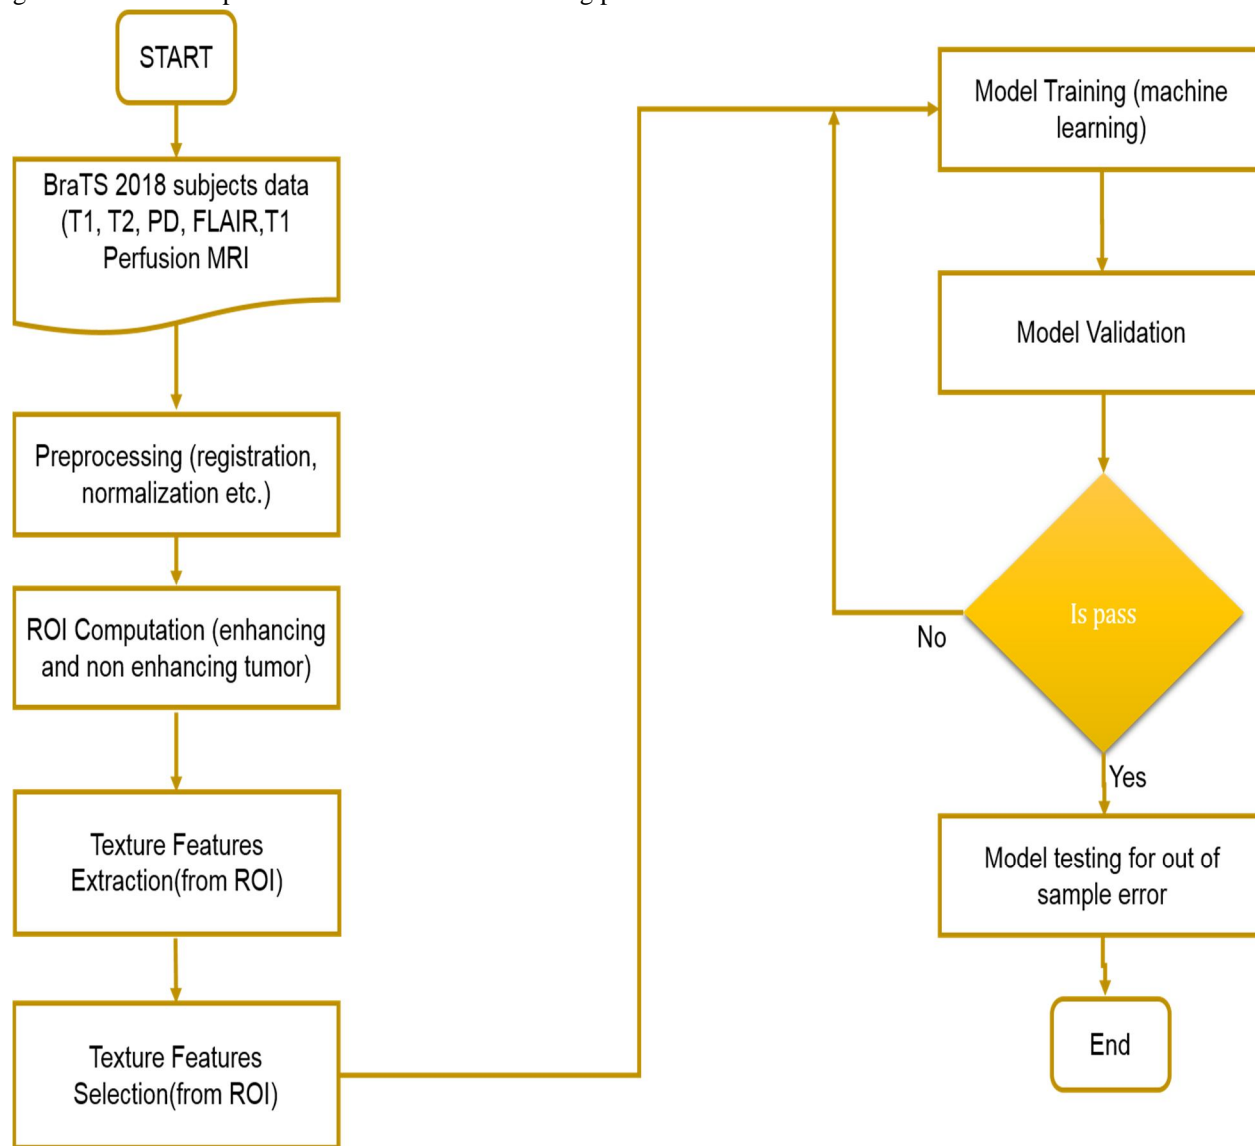 START
BraTS 2018 subjects data
(T1, T2, PD, FLAIR,T1
Perfusion MRI
Preprocessing (registration,
normalization etc.)
ROI Computation (enhancing
and non enhancing tumor)
Texture Features
Extraction(from ROI)
Texture Features
Selection(from ROI)
Model Training (machine
learning)
Model Validation
Is pass
No
Yes
Model testing for out of
sample error
End